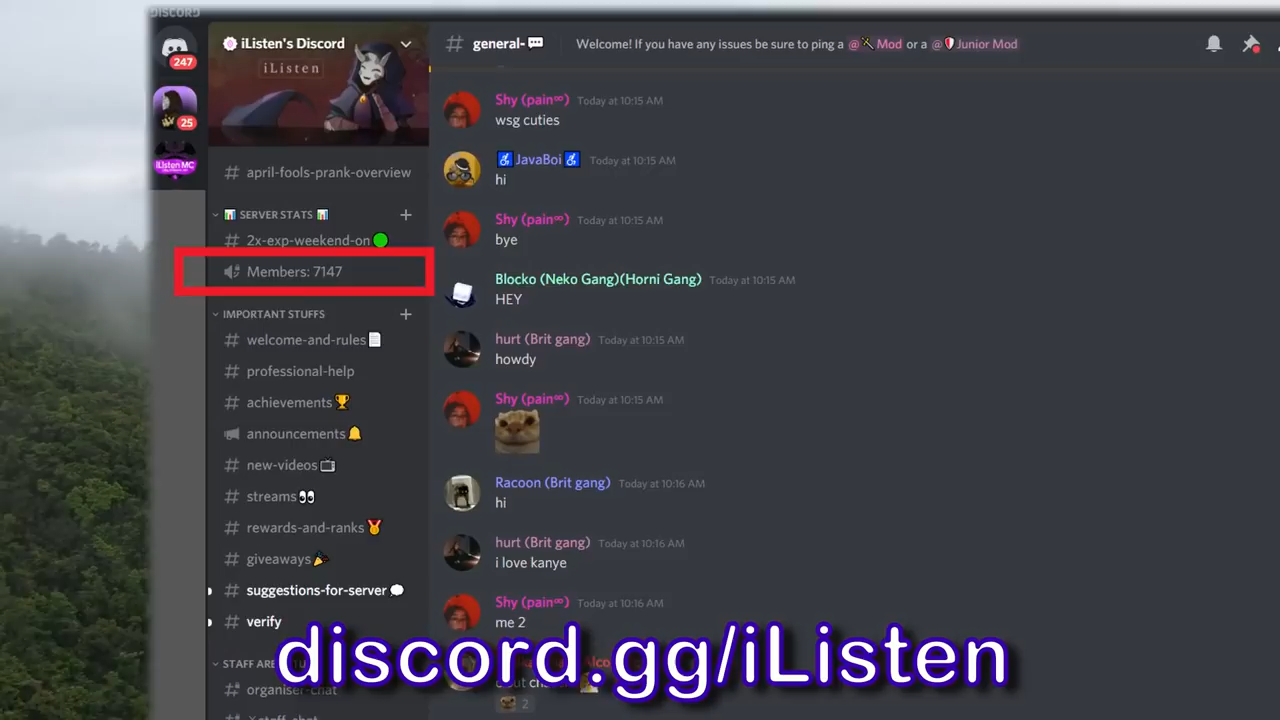 DISCORD
247
25
iListen MC
iListen's Discord
iListen
april-fools-prank-overview
SERVER STATS
2x-exp-weekend-on
Members: 7147
IMPORTANT STUFFS
welcome-and-rules
professional-help
achievements
announcements
new-videos
streams
rewards-and-ranks
giveaways
suggestions-for-server
verify
organiser-chat
general-
Welcome! If you have any issues be sure to ping a @ Mod or a @ Junior Mod
Shy (pain∞) Today at 10:15 AM
wsg cuties
JavaBoi Today at 10:15 AM
hi
Shy (pain∞) Today at 10:15 AM
bye
Blocko (Neko Gang)(Horni Gang) Today at 10:15 AM
HEY
hurt (Brit gang) Today at 10:15 AM
howdy
Shy (pain∞) Today at 10:15 AM
Racoon (Brit gang) Today at 10:16 AM
hi
hurt (Brit gang) Today at 10:16 AM
i love kanye
Shy (pain∞) Today at 10:16 AM
me 2
2
discord.gg/iListen